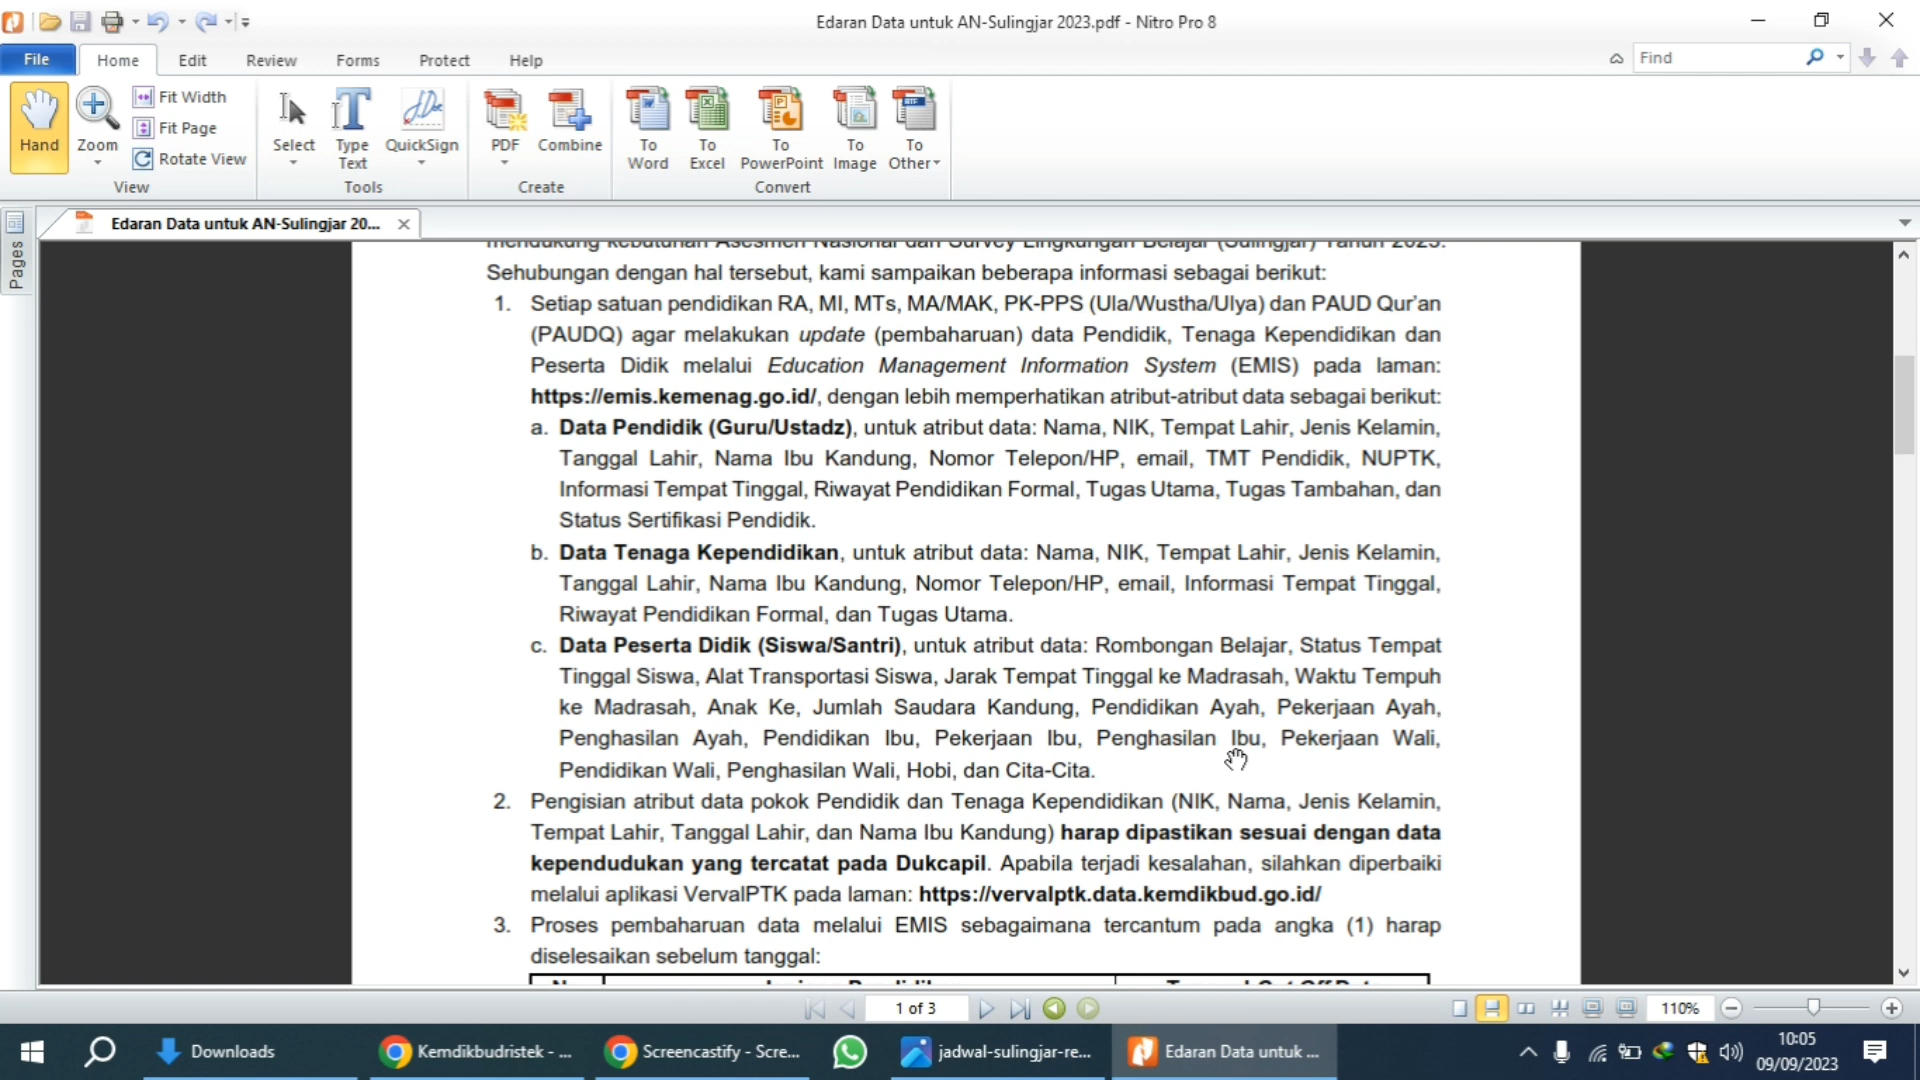 Edaran Data untuk AN-Sulingjar 2023.pdf - Nitro Pro 8
File Home Edit Review Forms Protect Help Find
Hand
Zoom
Fit Width
Fit Page
Rotate View
View
Select
Type Text
QuickSign
Tools
PDF
Combine
Create
To Word
To Excel
To PowerPoint
To Image
To Other
Convert
Edaran Data untuk AN-Sulingjar 20...
Pages
mendukung kebutuhan Asesmen Nasional dan Survey Lingkungan Belajar (Sulingjar) Tahun 2023.
Sehubungan dengan hal tersebut, kami sampaikan beberapa informasi sebagai berikut:
1. Setiap satuan pendidikan RA, MI, MTs, MA/MAK, PK-PPS (Ula/Wustha/Ulya) dan PAUD Qur'an
(PAUDQ) agar melakukan update (pembaharuan) data Pendidik, Tenaga Kependidikan dan
Peserta Didik melalui Education Management Information System (EMIS) pada laman:
https://emis.kemenag.go.id/, dengan lebih memperhatikan atribut-atribut data sebagai berikut:
a. Data Pendidik (Guru/Ustadz), untuk atribut data: Nama, NIK, Tempat Lahir, Jenis Kelamin,
Tanggal Lahir, Nama Ibu Kandung, Nomor Telepon/HP, email, TMT Pendidik, NUPTK,
Informasi Tempat Tinggal, Riwayat Pendidikan Formal, Tugas Utama, Tugas Tambahan, dan
Status Sertifikasi Pendidik.
b. Data Tenaga Kependidikan, untuk atribut data: Nama, NIK, Tempat Lahir, Jenis Kelamin,
Tanggal Lahir, Nama Ibu Kandung, Nomor Telepon/HP, email, Informasi Tempat Tinggal,
Riwayat Pendidikan Formal, dan Tugas Utama.
c. Data Peserta Didik (Siswa/Santri), untuk atribut data: Rombongan Belajar, Status Tempat
Tinggal Siswa, Alat Transportasi Siswa, Jarak Tempat Tinggal ke Madrasah, Waktu Tempuh
ke Madrasah, Anak Ke, Jumlah Saudara Kandung, Pendidikan Ayah, Pekerjaan Ayah,
Penghasilan Ayah, Pendidikan Ibu, Pekerjaan Ibu, Penghasilan Ibu, Pekerjaan Wali,
Pendidikan Wali, Penghasilan Wali, Hobi, dan Cita-Cita.
2. Pengisian atribut data pokok Pendidik dan Tenaga Kependidikan (NIK, Nama, Jenis Kelamin,
Tempat Lahir, Tanggal Lahir, dan Nama Ibu Kandung) harap dipastikan sesuai dengan data
kependudukan yang tercatat pada Dukcapil. Apabila terjadi kesalahan, silahkan diperbaiki
melalui aplikasi VervalPTK pada laman: https://vervalptk.data.kemdikbud.go.id/
3. Proses pembaharuan data melalui EMIS sebagaimana tercantum pada angka (1) harap
diselesaikan sebelum tanggal:
1 of 3
110%
Downloads
Kemdikbudristek - ...
Screencastify - Scre...
jadwal-sulingjar-re...
Edaran Data untuk ...
10:05
09/09/2023